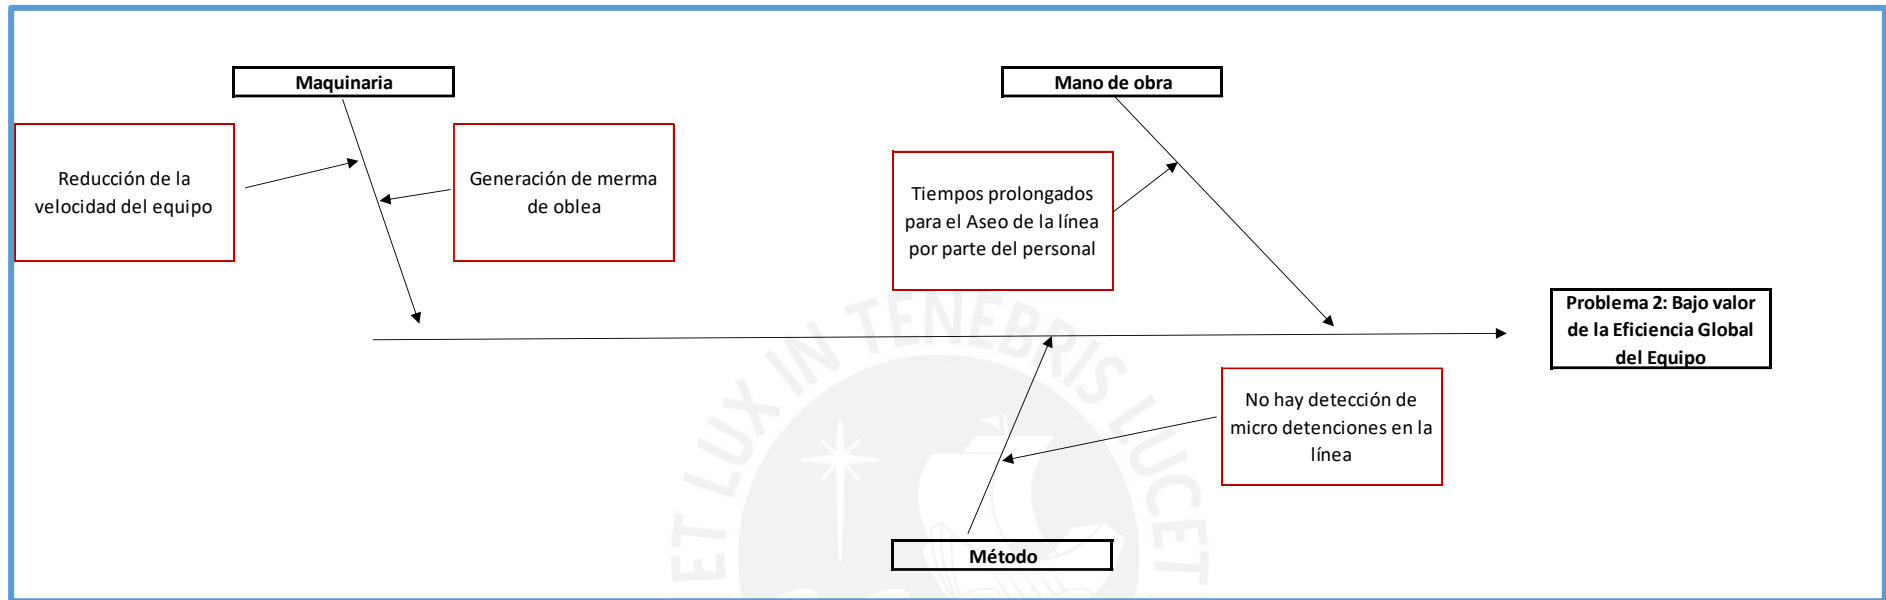 Maquinaria
Mano de obra
Reducción de la
velocidad del equipo
Generación de merma
de oblea
Tiempos prolongados
para el Aseo de la línea
por parte del personal
Problema 2: Bajo valor
de la Eficiencia Global
del Equipo
No hay detección de
micro detenciones en la
línea
Método
ET LUX IN TENEBRIS LUCET